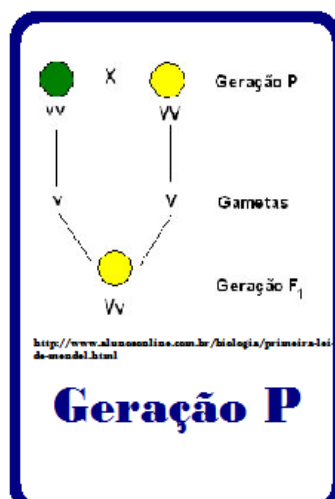 X Geração P
vv VV
v V Gametas
Geração F1
Vv
http://www.alunosonline.com.br/biologia/primeira-lei-
de-mendel.html
Geração P